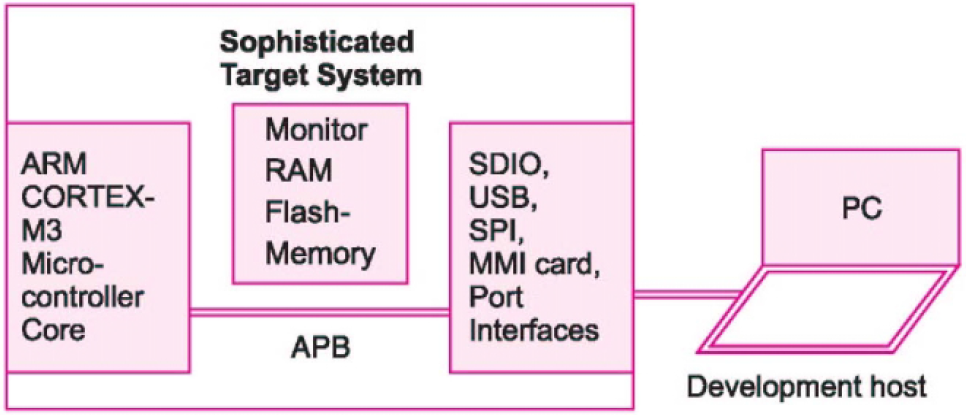 Sophisticated
Target System
ARM
CORTEX-
M3
Micro-
controller
Core
Monitor
RAM
Flash-
Memory
APB
SDIO,
USB,
SPI,
MMI card,
Port
Interfaces
PC
Development host